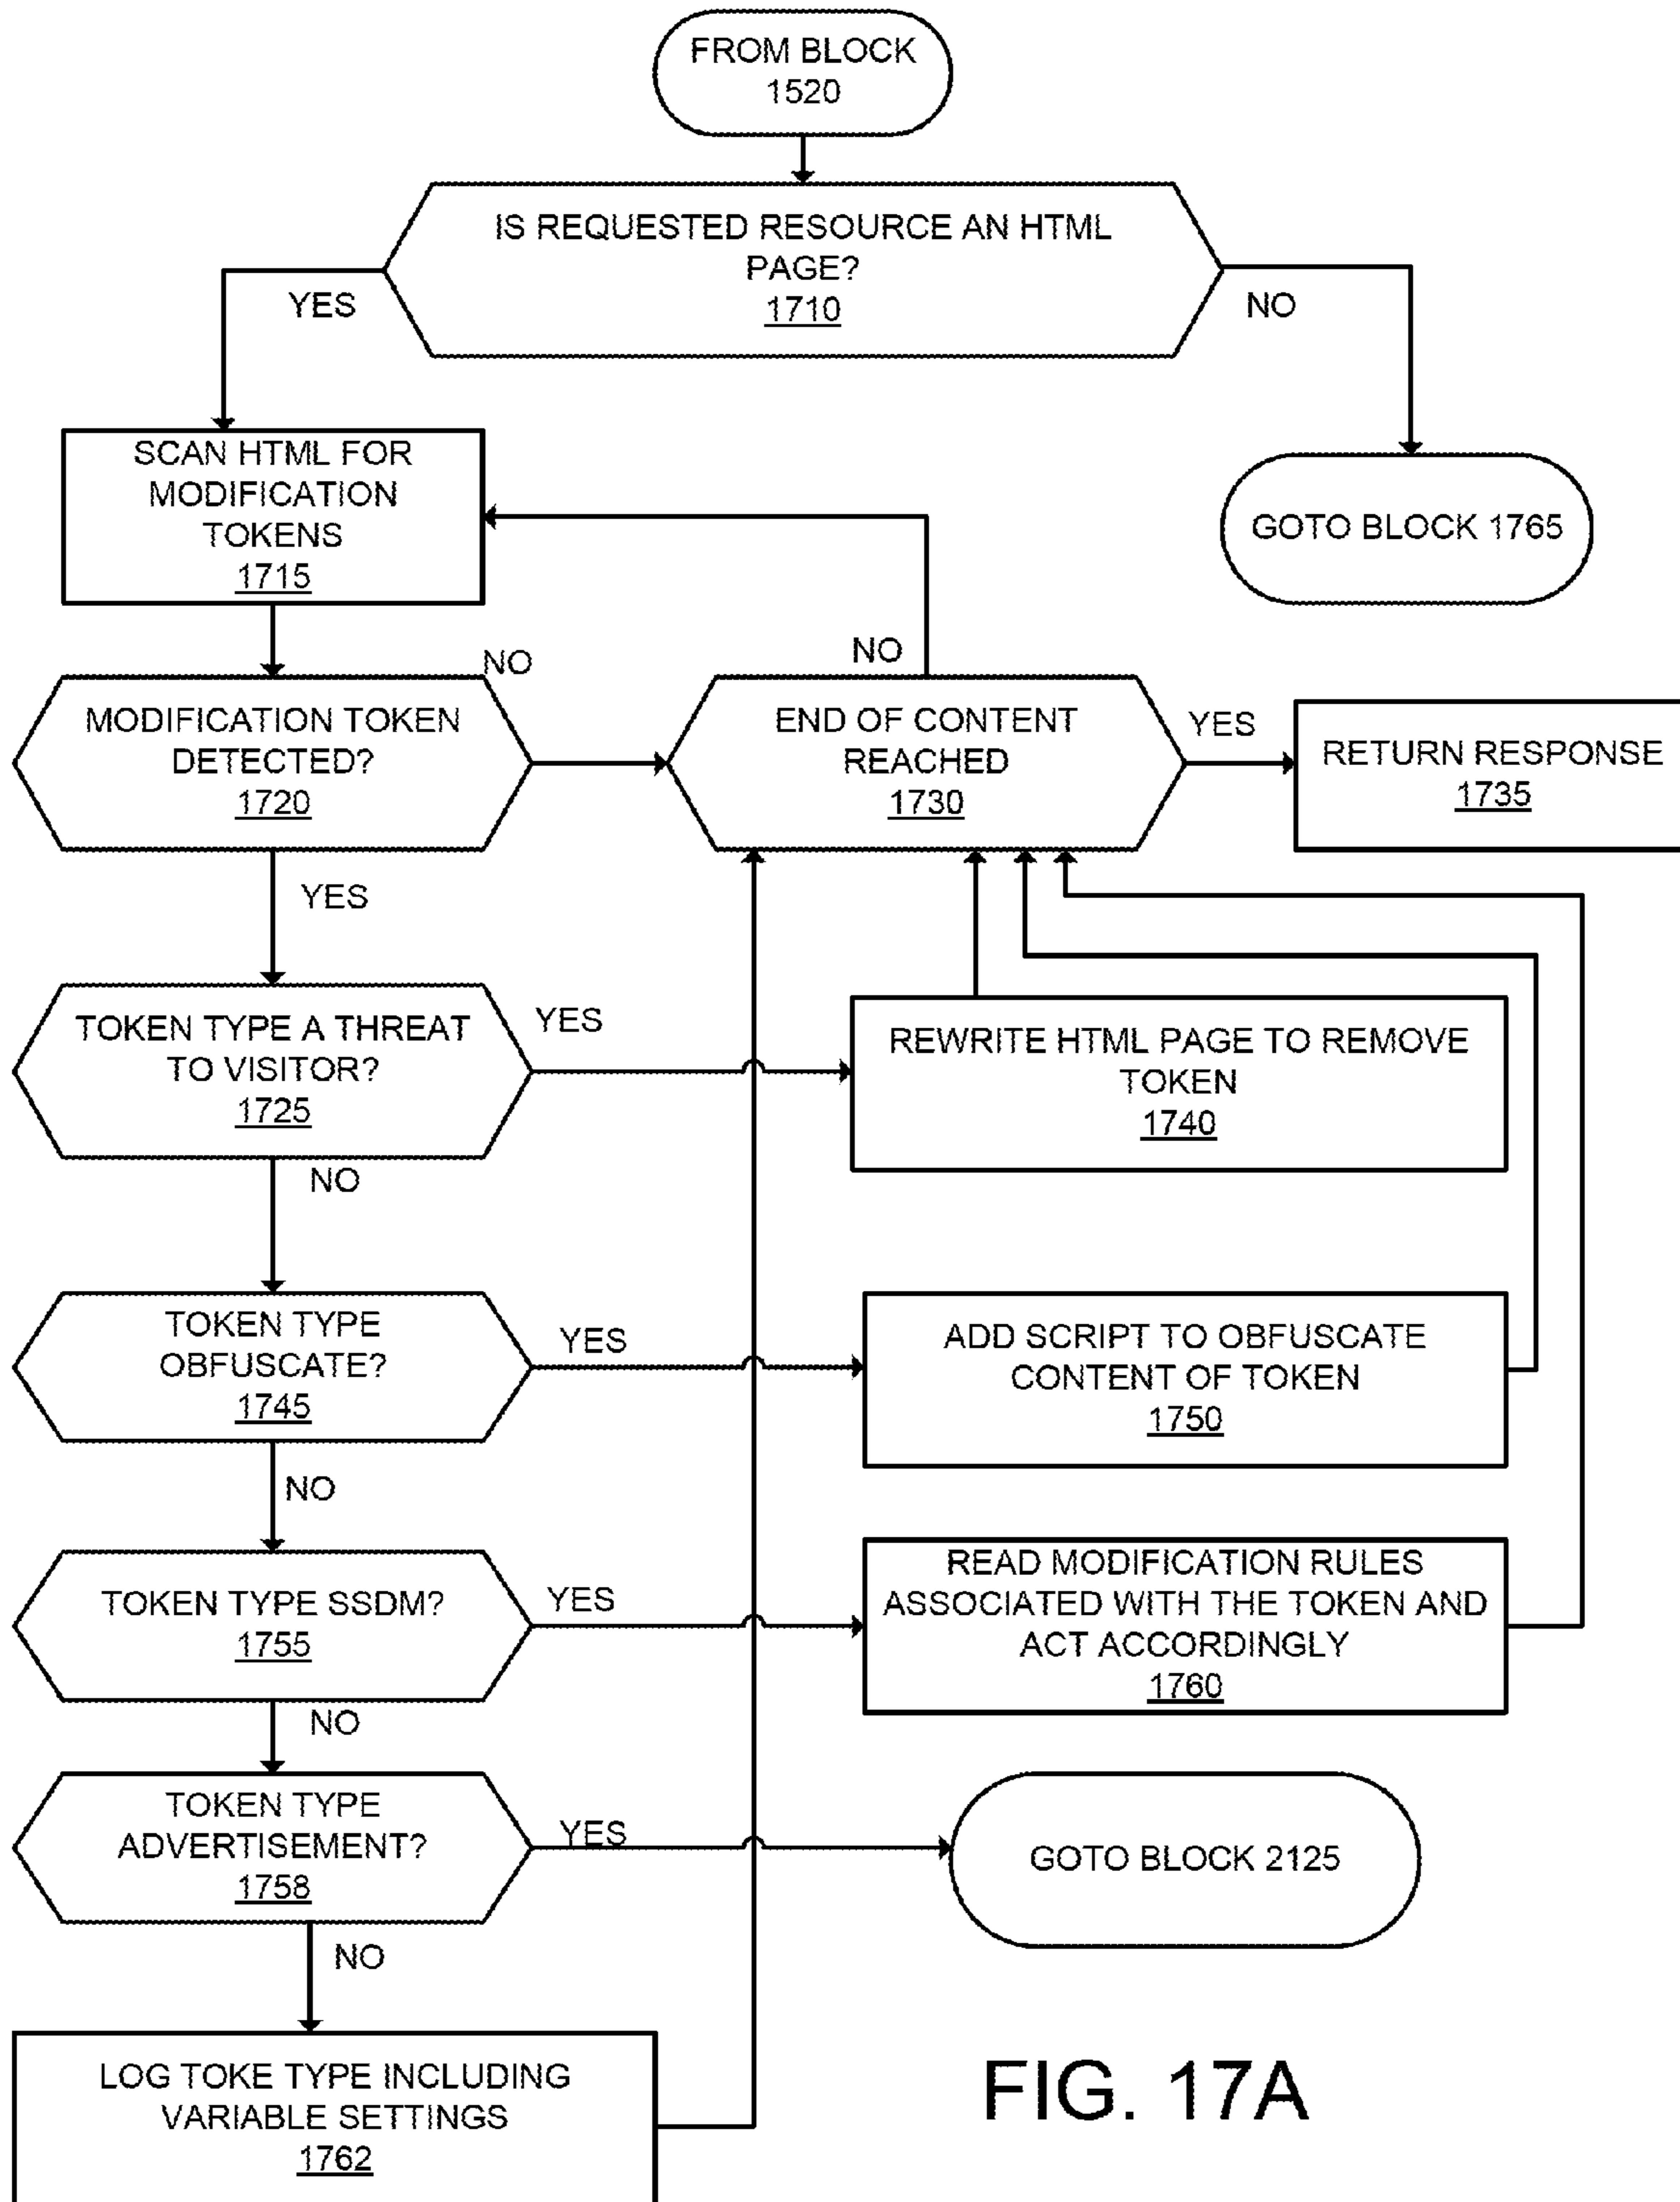 FROM BLOCK
1520
IS REQUESTED RESOURCE AN HTML
PAGE?
1710
YES
NO
SCAN HTML FOR
MODIFICATION
TOKENS
1715
GOTO BLOCK 1765
NO
NO
MODIFICATION TOKEN
DETECTED?
1720
END OF CONTENT
REACHED
1730
YES
RETURN RESPONSE
1735
YES
TOKEN TYPE A THREAT
TO VISITOR?
1725
YES
REWRITE HTML PAGE TO REMOVE
TOKEN
1740
NO
TOKEN TYPE
OBFUSCATE?
1745
YES
ADD SCRIPT TO OBFUSCATE
CONTENT OF TOKEN
1750
NO
TOKEN TYPE SSDM?
1755
YES
READ MODIFICATION RULES
ASSOCIATED WITH THE TOKEN AND
ACT ACCORDINGLY
1760
NO
TOKEN TYPE
ADVERTISEMENT?
1758
YES
GOTO BLOCK 2125
NO
LOG TOKE TYPE INCLUDING
VARIABLE SETTINGS
1762
FIG. 17A